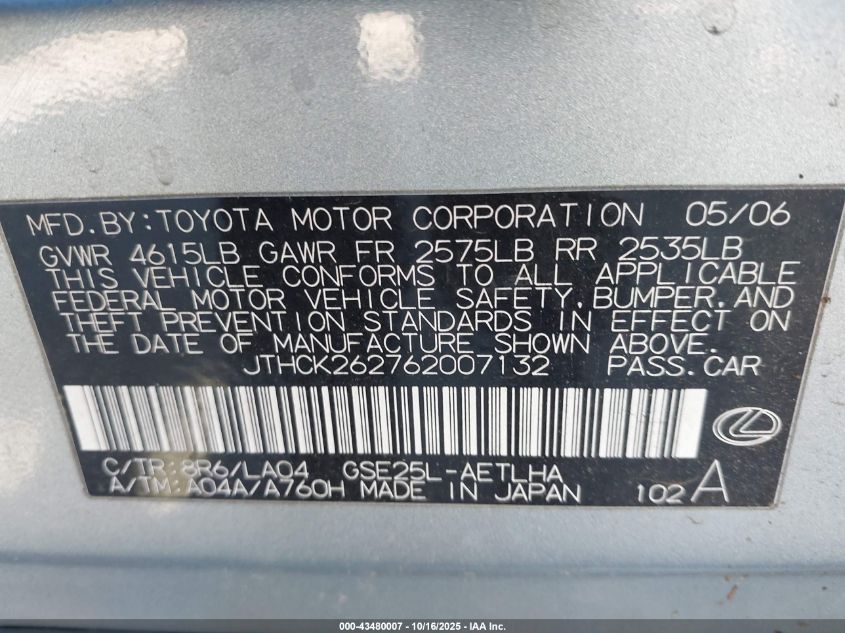 MFD.BY:TOYOTA MOTOR CORPORATION 05/06
GVWR 4615LB GAWR FR 2575LB RR 2535LB
THIS VEHICLE CONFORMS TO ALL APPLICABLE
FEDERAL MOTOR VEHICLE SAFETY,BUMPER,AND
THEFT PREVENTION STANDARDS IN EFFECT ON
THE DATE OF MANUFACTURE SHOWN ABOVE.
JTHCK262762007132 PASS.CAR
C/TR:8R6/LA04 GSE25L-AETLHA
A/TM:A04A/A760H MADE IN JAPAN 102 A
000-43480007 - 10/16/2025 - IAA Inc.